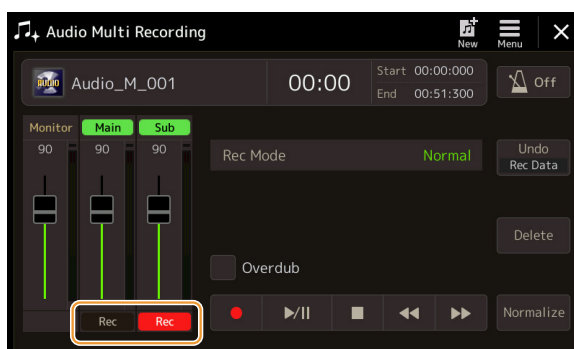 Audio Multi Recording
New
Menu
AUDIO
Audio_M_001
00:00
Start 00:00:000
End 00:51:300
Off
Monitor Main Sub
90 90 90
Rec Mode Normal
Undo
Rec Data
Delete
Overdub
Rec Rec
Normalize